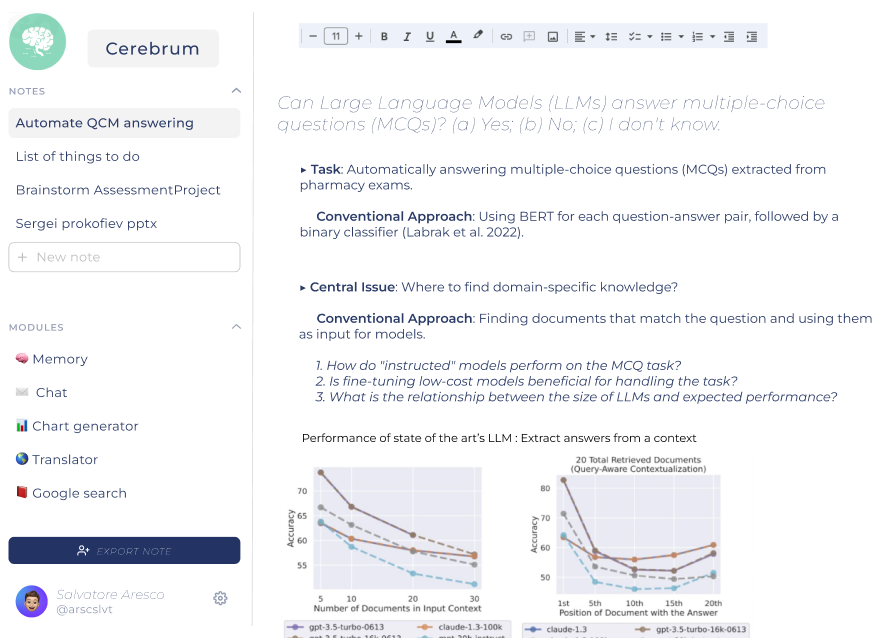 Cerebrum
NOTES
Automate QCM answering
List of things to do
Brainstorm AssessmentProject
Sergei prokofiev pptx
+ New note
MODULES
Memory
Chat
Chart generator
Translator
Google search
EXPORT NOTE
Salvatore Aresco
@arscslvt
− 11 + B I U A
Can Large Language Models (LLMs) answer multiple-choice
questions (MCQs)? (a) Yes; (b) No; (c) I don't know.
▸ Task: Automatically answering multiple-choice questions (MCQs) extracted from
pharmacy exams.
Conventional Approach: Using BERT for each question-answer pair, followed by a
binary classifier (Labrak et al. 2022).
▸ Central Issue: Where to find domain-specific knowledge?
Conventional Approach: Finding documents that match the question and using them
as input for models.
1. How do "instructed" models perform on the MCQ task?
2. Is fine-tuning low-cost models beneficial for handling the task?
3. What is the relationship between the size of LLMs and expected performance?
Performance of state of the art's LLM : Extract answers from a context
Accuracy
70
65
60
55
5 10 20 30
Number of Documents in Input Context
gpt-3.5-turbo-0613 claude-1.3-100k
20 Total Retrieved Documents
(Query-Aware Contextualization)
Accuracy
80
70
60
50
1st 5th 10th 15th 20th
Position of Document with the Answer
claude-1.3 gpt-3.5-turbo-16k-0613